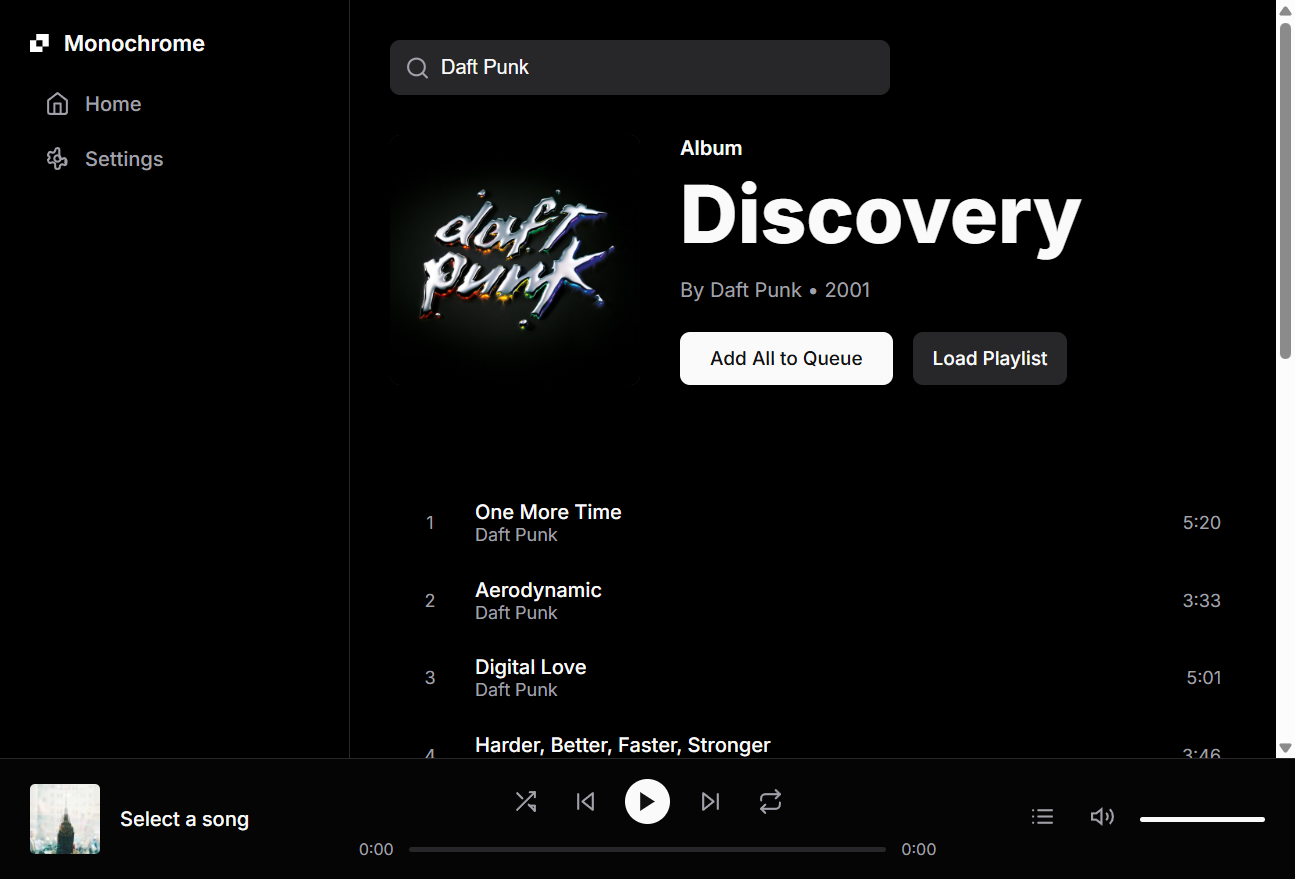 Monochrome
Home
Settings
Daft Punk
daft
punk
Album
Discovery
By Daft Punk • 2001
Add All to Queue
Load Playlist
1
One More Time
Daft Punk
5:20
2
Aerodynamic
Daft Punk
3:33
3
Digital Love
Daft Punk
5:01
4
Harder, Better, Faster, Stronger
3:46
Select a song
0:00
0:00